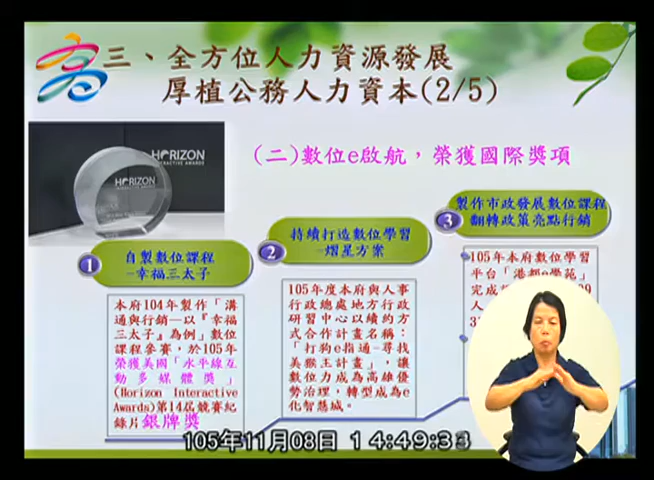 三、全方位人力資源發展
厚植公務人力資本(2/5)
HORIZON
INTERACTIVE AWARDS
HORIZON
(二)數位e啟航，榮獲國際獎項
1
自製數位課程
-幸福三太子
本府104年製作「溝
通與行銷—以『幸福
三太子』為例」數位
課程參賽，於105年
榮獲美國「水平線互
動多媒體獎」
(Horizon Interactive
Awards)第14屆競賽紀
錄片銀牌獎
2
持續打造數位學習
-熠星方案
105年度本府與人事
行政總處地方行政
研習中心以續約方
式合作計畫名稱：
「打狗e指通-尋找
美猴王計畫」，讓
數位力成為高雄優
勢治理，轉型成為e
化智慧城。
3
製作市政發展數位課程
翻轉政策亮點行銷
105年本府數位學習
平台「港都e學苑」
完成
105年11月08日 14:49:33